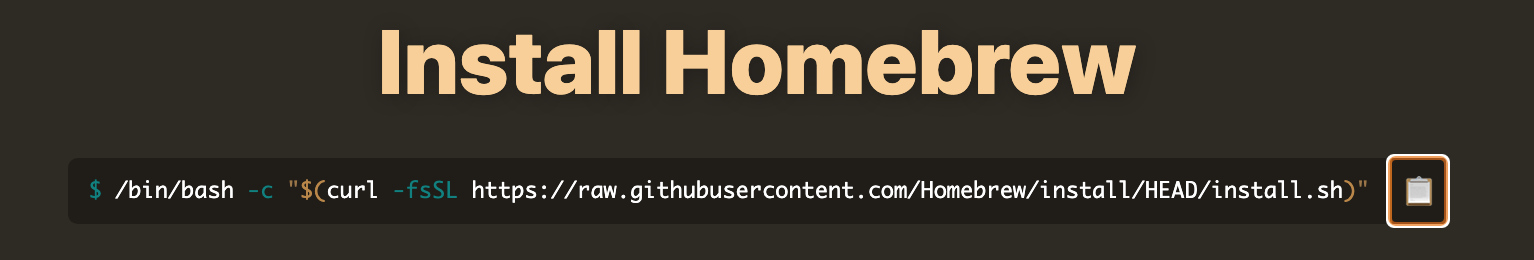 Install Homebrew
$ /bin/bash -c "$(curl -fsSL https://raw.githubusercontent.com/Homebrew/install/HEAD/install.sh)"